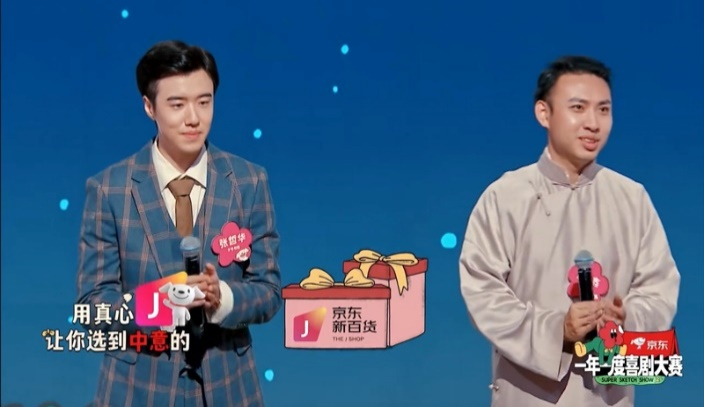 张哲华
用真心
让你选到中意的
京东
新百货
THE J SHOP
京东
一年一度喜剧大赛
SUPER SKETCH SHOW